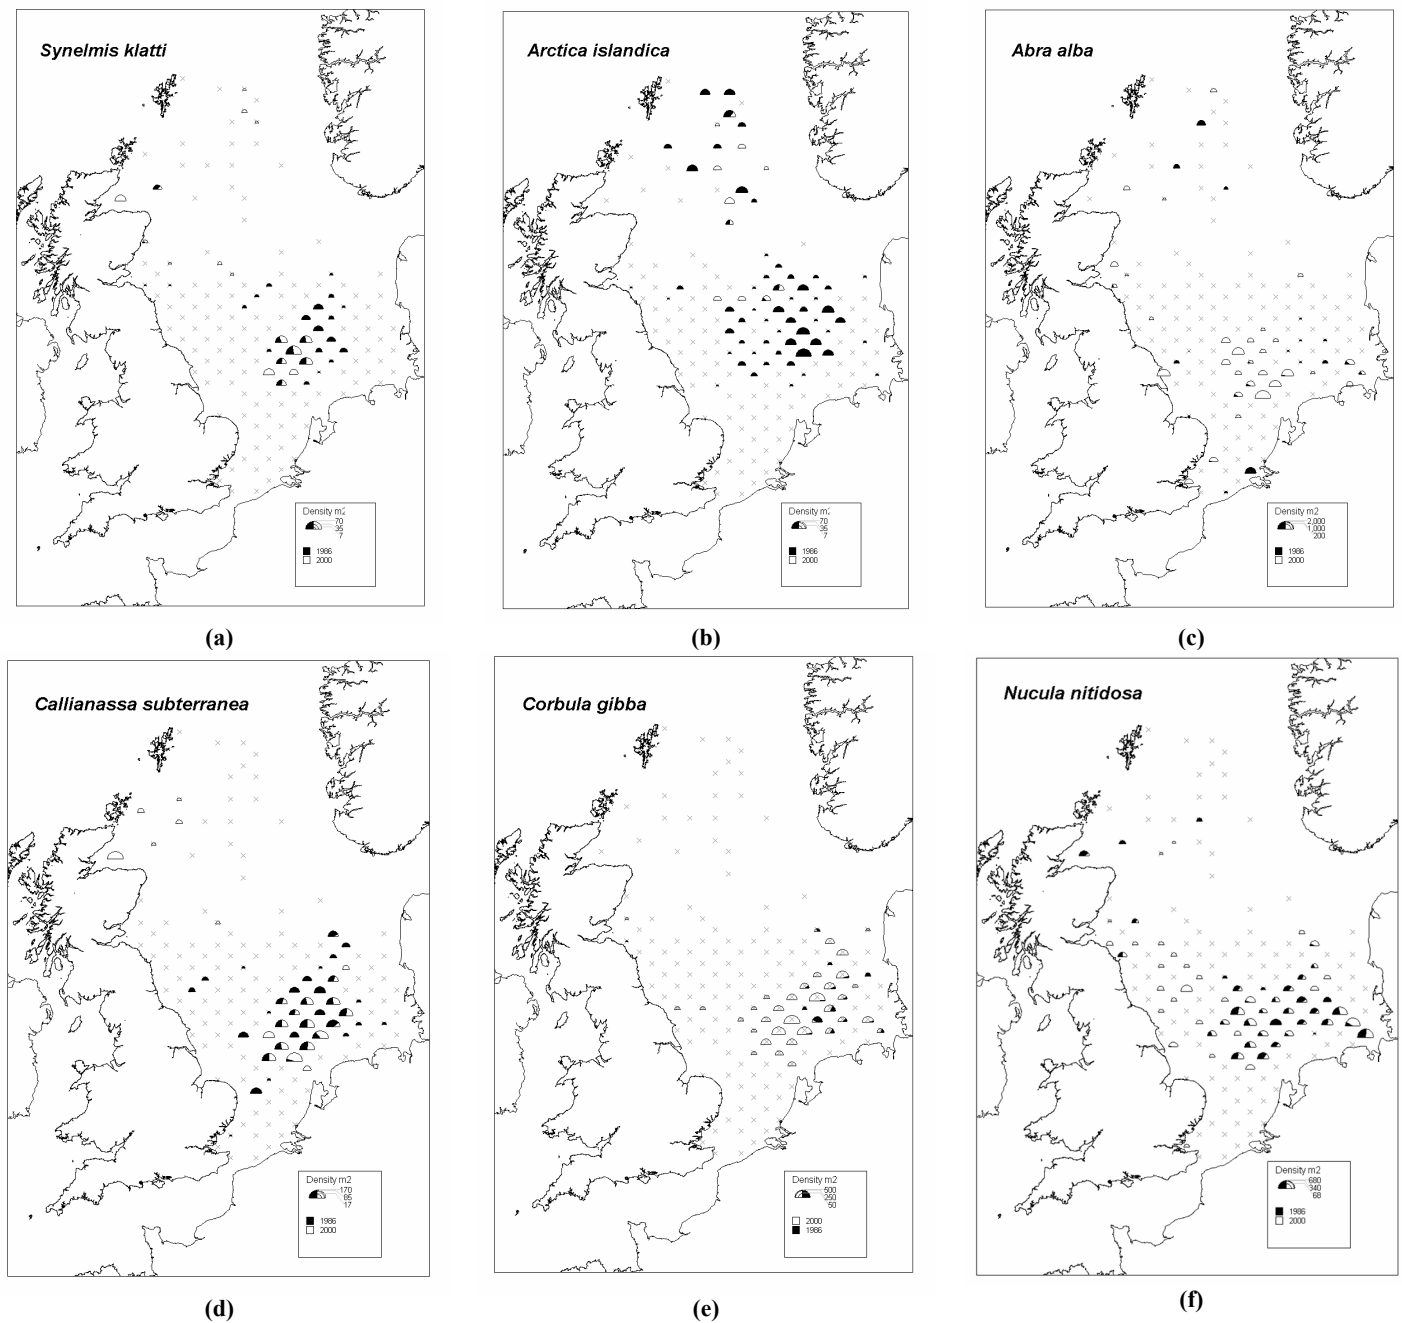 Synelmis klatti
Density m2
70
35
7
1986
2000
(a)
Arctica islandica
Density m2
70
35
7
1986
2000
(b)
Abra alba
Density m2
2,000
1,000
200
1986
2000
(c)
Callianassa subterranea
Density m2
170
85
17
1986
2000
(d)
Corbula gibba
Density m2
500
250
50
2000
1986
(e)
Nucula nitidosa
Density m2
680
340
68
1986
2000
(f)